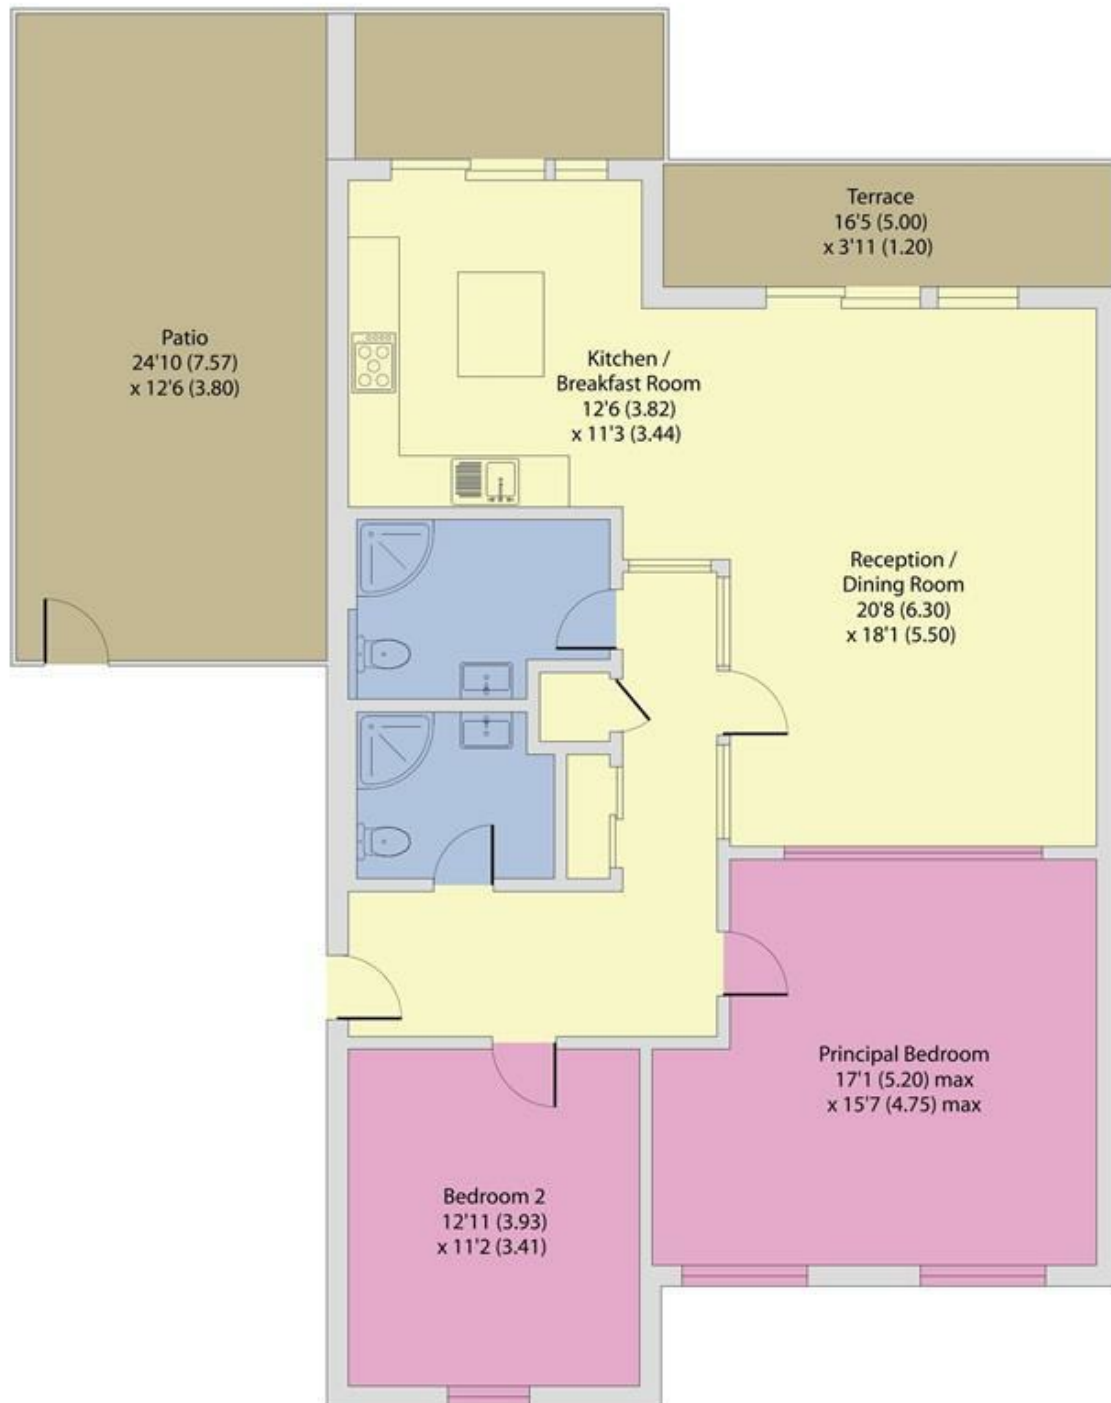 Terrace
16'5 (5.00)
x 3'11 (1.20)
Patio
24'10 (7.57)
x 12'6 (3.80)
Kitchen /
Breakfast Room
12'6 (3.82)
x 11'3 (3.44)
Reception /
Dining Room
20'8 (6.30)
x 18'1 (5.50)
Principal Bedroom
17'1 (5.20) max
x 15'7 (4.75) max
Bedroom 2
12'11 (3.93)
x 11'2 (3.41)